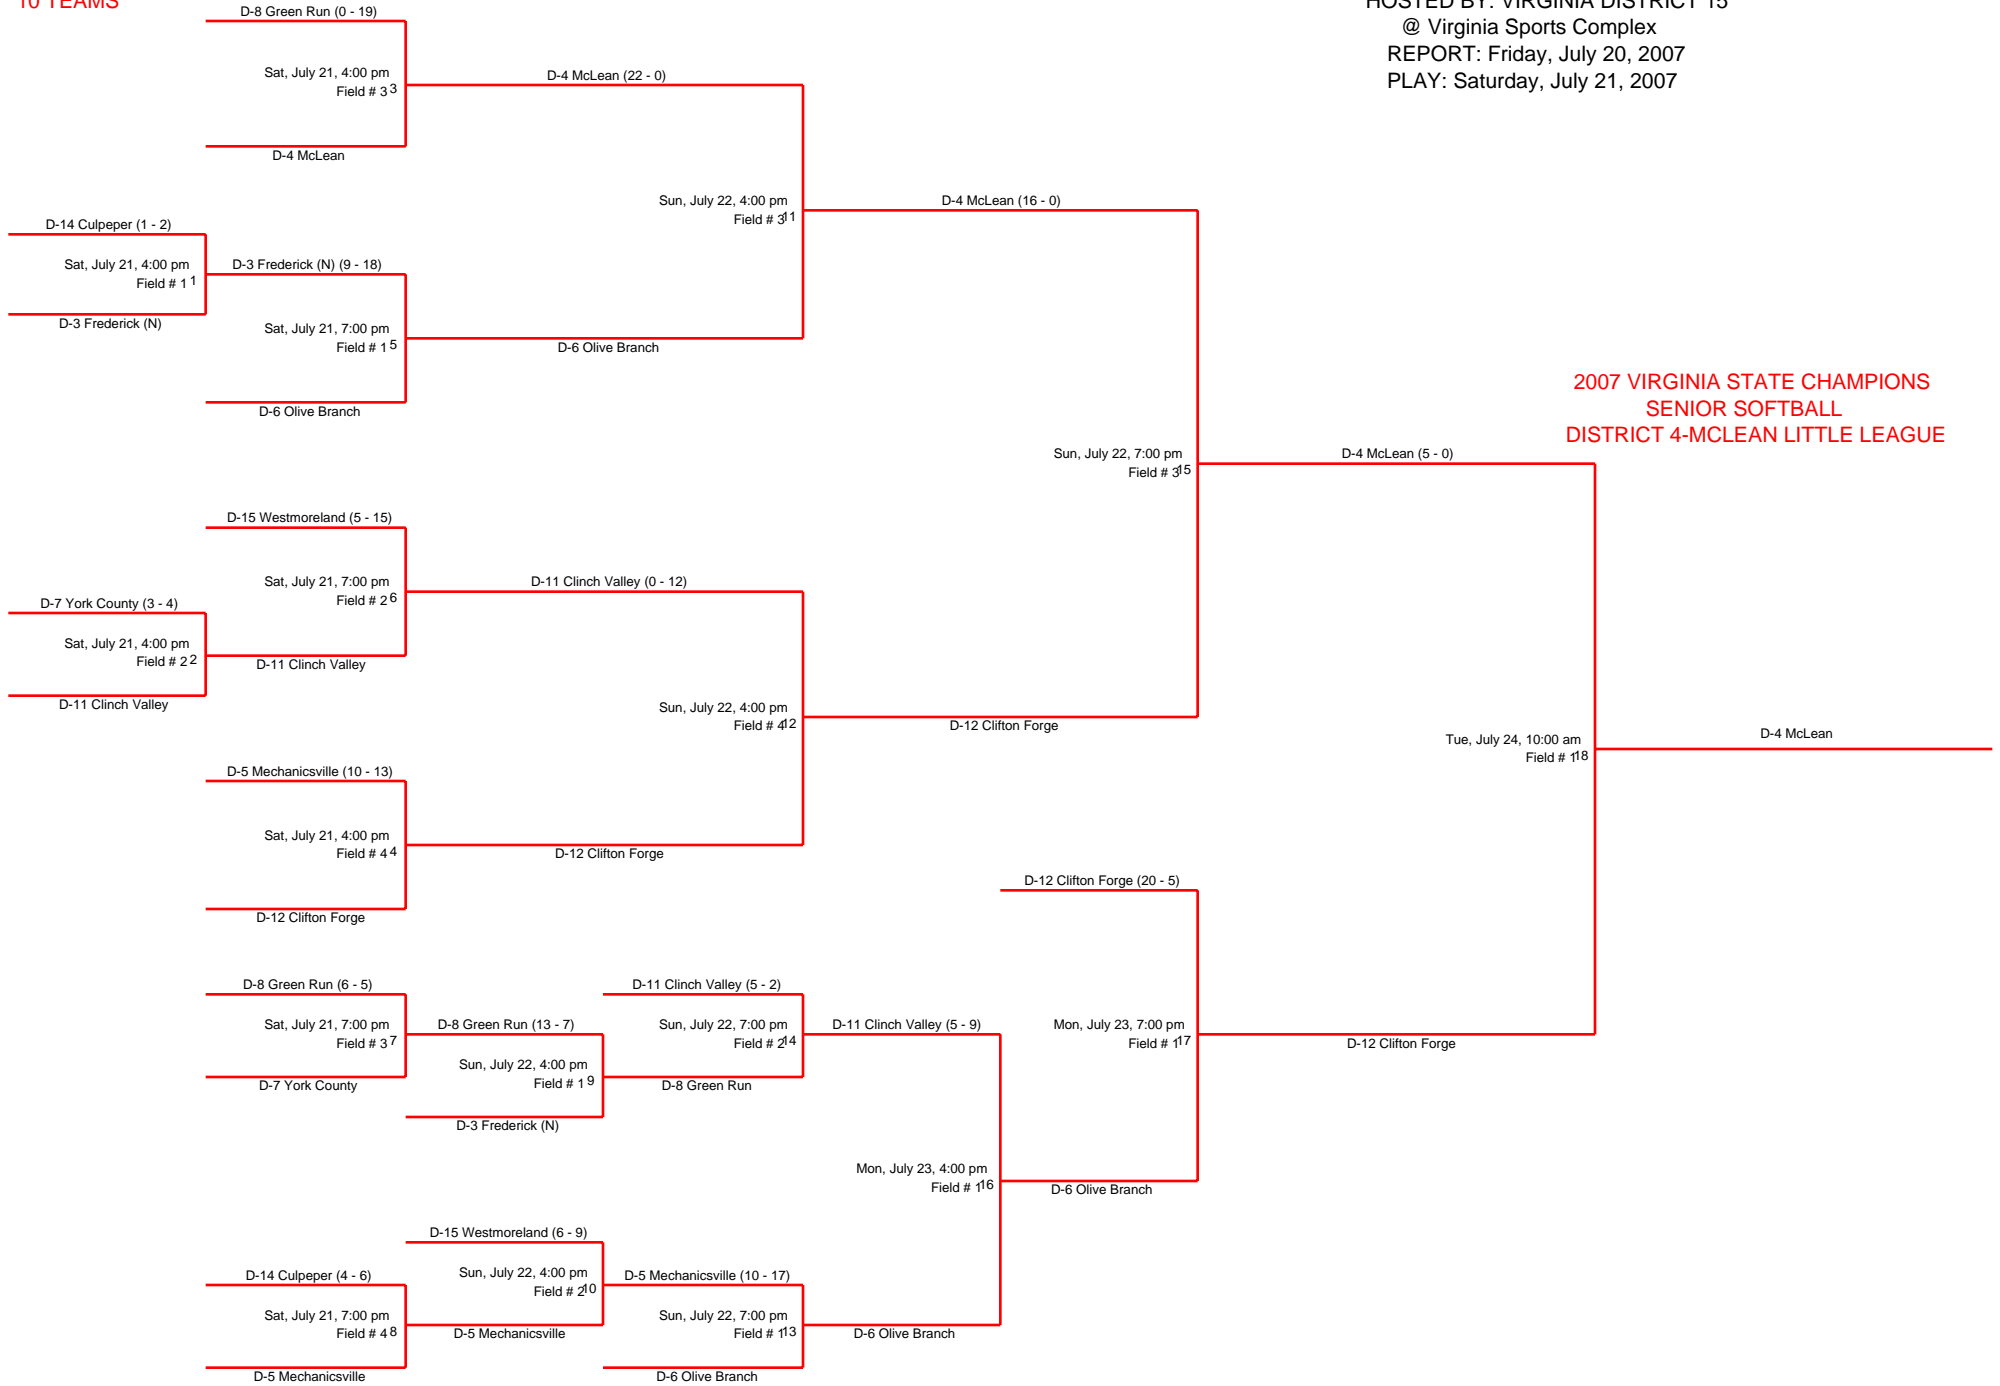 10 TEAMS
HOSTED BY: VIRGINIA DISTRICT 15
@ Virginia Sports Complex
REPORT: Friday, July 20, 2007
PLAY: Saturday, July 21, 2007
D-8 Green Run (0 - 19)
Sat, July 21, 4:00 pm
Field # 3 3
D-4 McLean
D-4 McLean (22 - 0)
D-14 Culpeper (1 - 2)
Sat, July 21, 4:00 pm
Field # 1 1
D-3 Frederick (N)
D-3 Frederick (N) (9 - 18)
Sat, July 21, 7:00 pm
Field # 1 5
D-6 Olive Branch
D-6 Olive Branch
Sun, July 22, 4:00 pm
Field # 3 11
D-4 McLean (16 - 0)
2007 VIRGINIA STATE CHAMPIONS
SENIOR SOFTBALL
DISTRICT 4-MCLEAN LITTLE LEAGUE
Sun, July 22, 7:00 pm
Field # 3 15
D-4 McLean (5 - 0)
D-15 Westmoreland (5 - 15)
Sat, July 21, 7:00 pm
Field # 2 6
D-11 Clinch Valley (0 - 12)
D-7 York County (3 - 4)
Sat, July 21, 4:00 pm
Field # 2 2
D-11 Clinch Valley
D-11 Clinch Valley
Sun, July 22, 4:00 pm
Field # 4 12
D-12 Clifton Forge
D-5 Mechanicsville (10 - 13)
Sat, July 21, 4:00 pm
Field # 4 4
D-12 Clifton Forge
D-12 Clifton Forge
Tue, July 24, 10:00 am
Field # 1 18
D-4 McLean
D-12 Clifton Forge (20 - 5)
D-8 Green Run (6 - 5)
Sat, July 21, 7:00 pm
Field # 3 7
D-7 York County
D-8 Green Run (13 - 7)
Sun, July 22, 4:00 pm
Field # 1 9
D-3 Frederick (N)
D-11 Clinch Valley (5 - 2)
Sun, July 22, 7:00 pm
Field # 2 14
D-8 Green Run
D-11 Clinch Valley (5 - 9)
Mon, July 23, 7:00 pm
Field # 1 17
D-12 Clifton Forge
Mon, July 23, 4:00 pm
Field # 1 16
D-6 Olive Branch
D-15 Westmoreland (6 - 9)
Sun, July 22, 4:00 pm
Field # 2 10
D-14 Culpeper (4 - 6)
Sat, July 21, 7:00 pm
Field # 4 8
D-5 Mechanicsville
D-5 Mechanicsville
D-5 Mechanicsville (10 - 17)
Sun, July 22, 7:00 pm
Field # 1 13
D-6 Olive Branch
D-6 Olive Branch